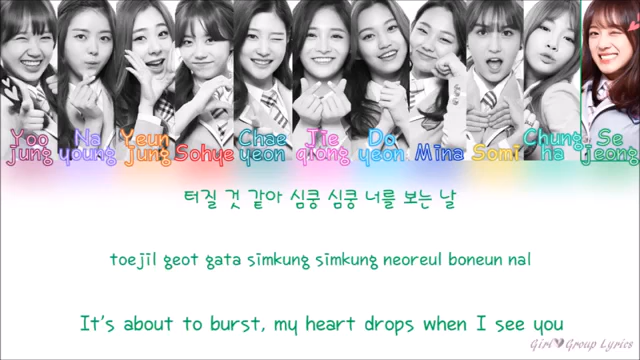 Yoo jung
Na young
Yeun jung
Sohye
Chae yeon
Jie qiong
Do yeon
Mina
Somi
Chung ha
Se jeong
터질 것 같아 심쿵 심쿵 너를 보는 날
toejil geot gata simkung simkung neoreul boneun nal
It's about to burst, my heart drops when I see you
Girl Group Lyrics